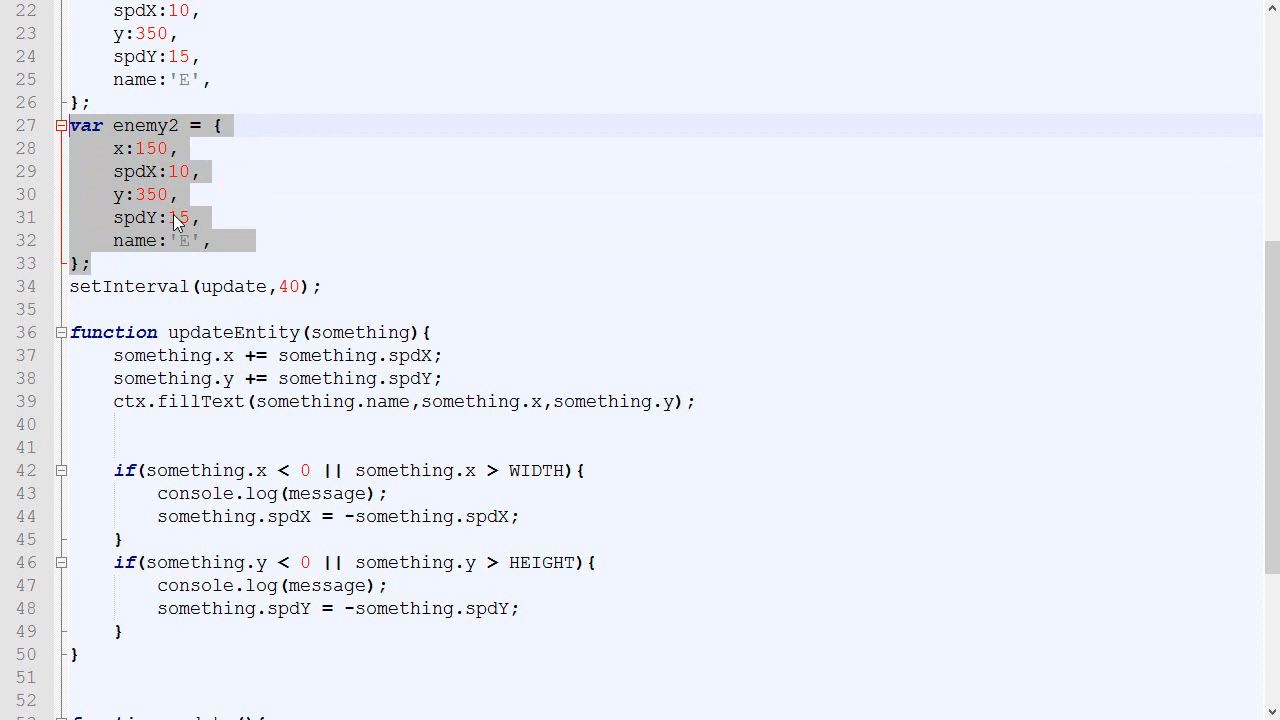 22 spdX:10,
23 y:350,
24 spdY:15,
25 name:'E',
26 };
27 var enemy2 = {
28 x:150,
29 spdX:10,
30 y:350,
31 spdY:15,
32 name:'E',
33 };
34 setInterval(update,40);
35
36 function updateEntity(something){
37 something.x += something.spdX;
38 something.y += something.spdY;
39 ctx.fillText(something.name,something.x,something.y);
40
41
42 if(something.x < 0 || something.x > WIDTH){
43 console.log(message);
44 something.spdX = -something.spdX;
45 }
46 if(something.y < 0 || something.y > HEIGHT){
47 console.log(message);
48 something.spdY = -something.spdY;
49 }
50 }
51
52